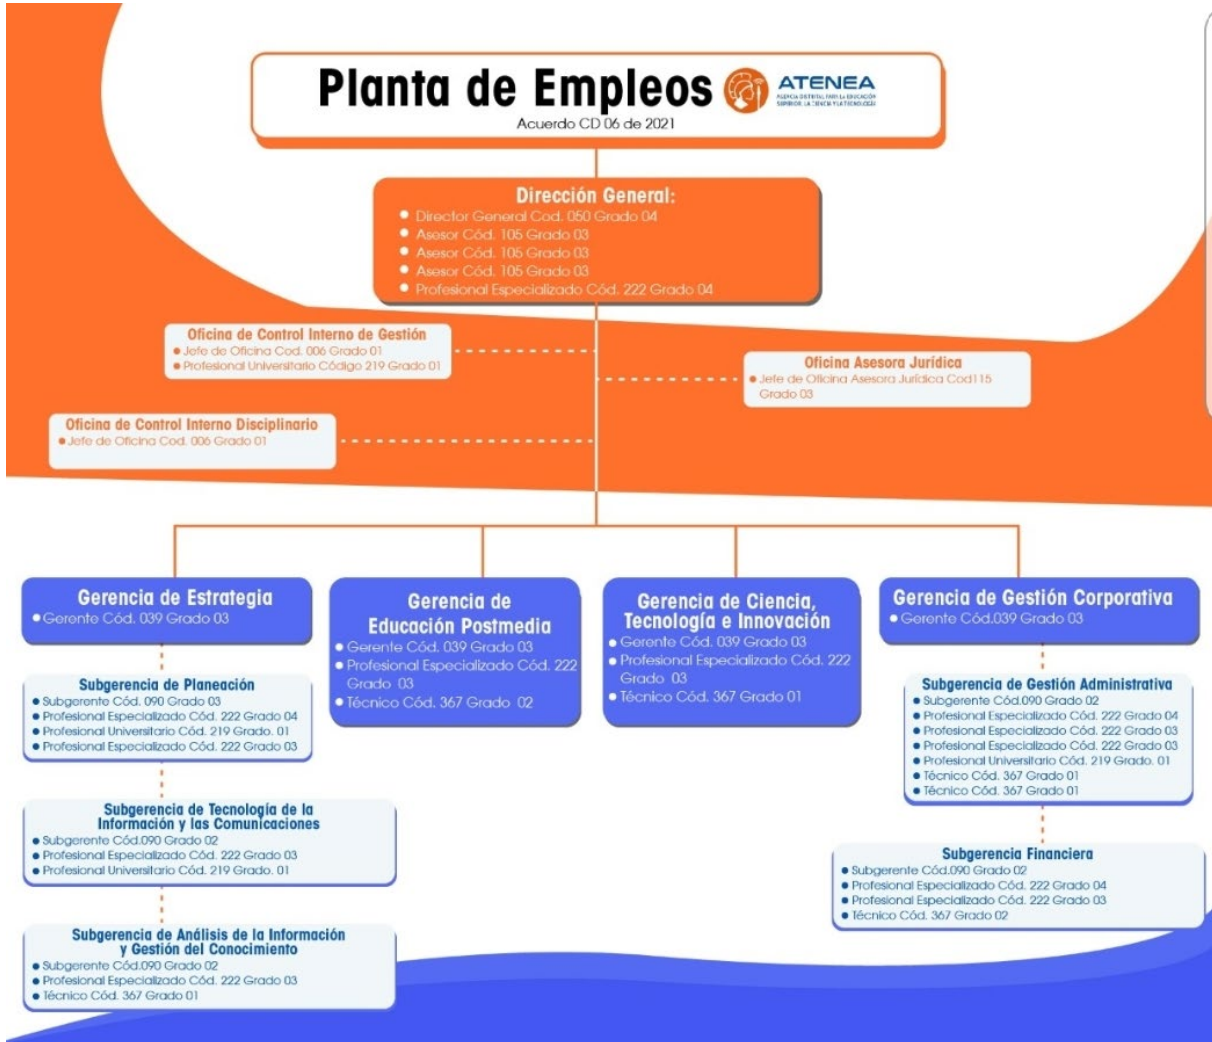 Planta de Empleos
ATENEA
AGENCIA DISTRITAL PARA LA EDUCACIÓN
SUPERIOR, LA CIENCIA Y LA TECNOLOGÍA
Acuerdo CD 06 de 2021
Dirección General:
Director General Cod. 050 Grado 04
Asesor Cód. 105 Grado 03
Asesor Cód. 105 Grado 03
Asesor Cód. 105 Grado 03
Profesional Especializado Cód. 222 Grado 04
Oficina de Control Interno de Gestión
Jefe de Oficina Cod. 006 Grado 01
Profesional Universitario Código 219 Grado 01
Oficina Asesora Jurídica
Jefe de Oficina Asesora Jurídica Cod115
Grado 03
Oficina de Control Interno Disciplinario
Jefe de Oficina Cod. 006 Grado 01
Gerencia de Estrategia
Gerente Cód. 039 Grado 03
Subgerencia de Planeación
Subgerente Cód. 090 Grado 03
Profesional Especializado Cód. 222 Grado 04
Profesional Universitario Cód. 219 Grado. 01
Profesional Especializado Cód. 222 Grado 03
Subgerencia de Tecnología de la
Información y las Comunicaciones
Subgerente Cód.090 Grado 02
Profesional Especializado Cód. 222 Grado 03
Profesional Universitario Cód. 219 Grado. 01
Subgerencia de Análisis de la Información
y Gestión del Conocimiento
Subgerente Cód.090 Grado 02
Profesional Especializado Cód. 222 Grado 03
Técnico Cód. 367 Grado 01
Gerencia de
Educación Postmedia
Gerente Cód. 039 Grado 03
Profesional Especializado Cód. 222
Grado 03
Técnico Cód. 367 Grado 02
Gerencia de Ciencia,
Tecnología e Innovación
Gerente Cód. 039 Grado 03
Profesional Especializado Cód. 222
Grado 03
Técnico Cód. 367 Grado 01
Gerencia de Gestión Corporativa
Gerente Cód.039 Grado 03
Subgerencia de Gestión Administrativa
Subgerente Cód.090 Grado 02
Profesional Especializado Cód. 222 Grado 04
Profesional Especializado Cód. 222 Grado 03
Profesional Especializado Cód. 222 Grado 03
Profesional Universitario Cód. 219 Grado. 01
Técnico Cód. 367 Grado 01
Técnico Cód. 367 Grado 01
Subgerencia Financiera
Subgerente Cód.090 Grado 02
Profesional Especializado Cód. 222 Grado 04
Profesional Especializado Cód. 222 Grado 03
Técnico Cód. 367 Grado 02